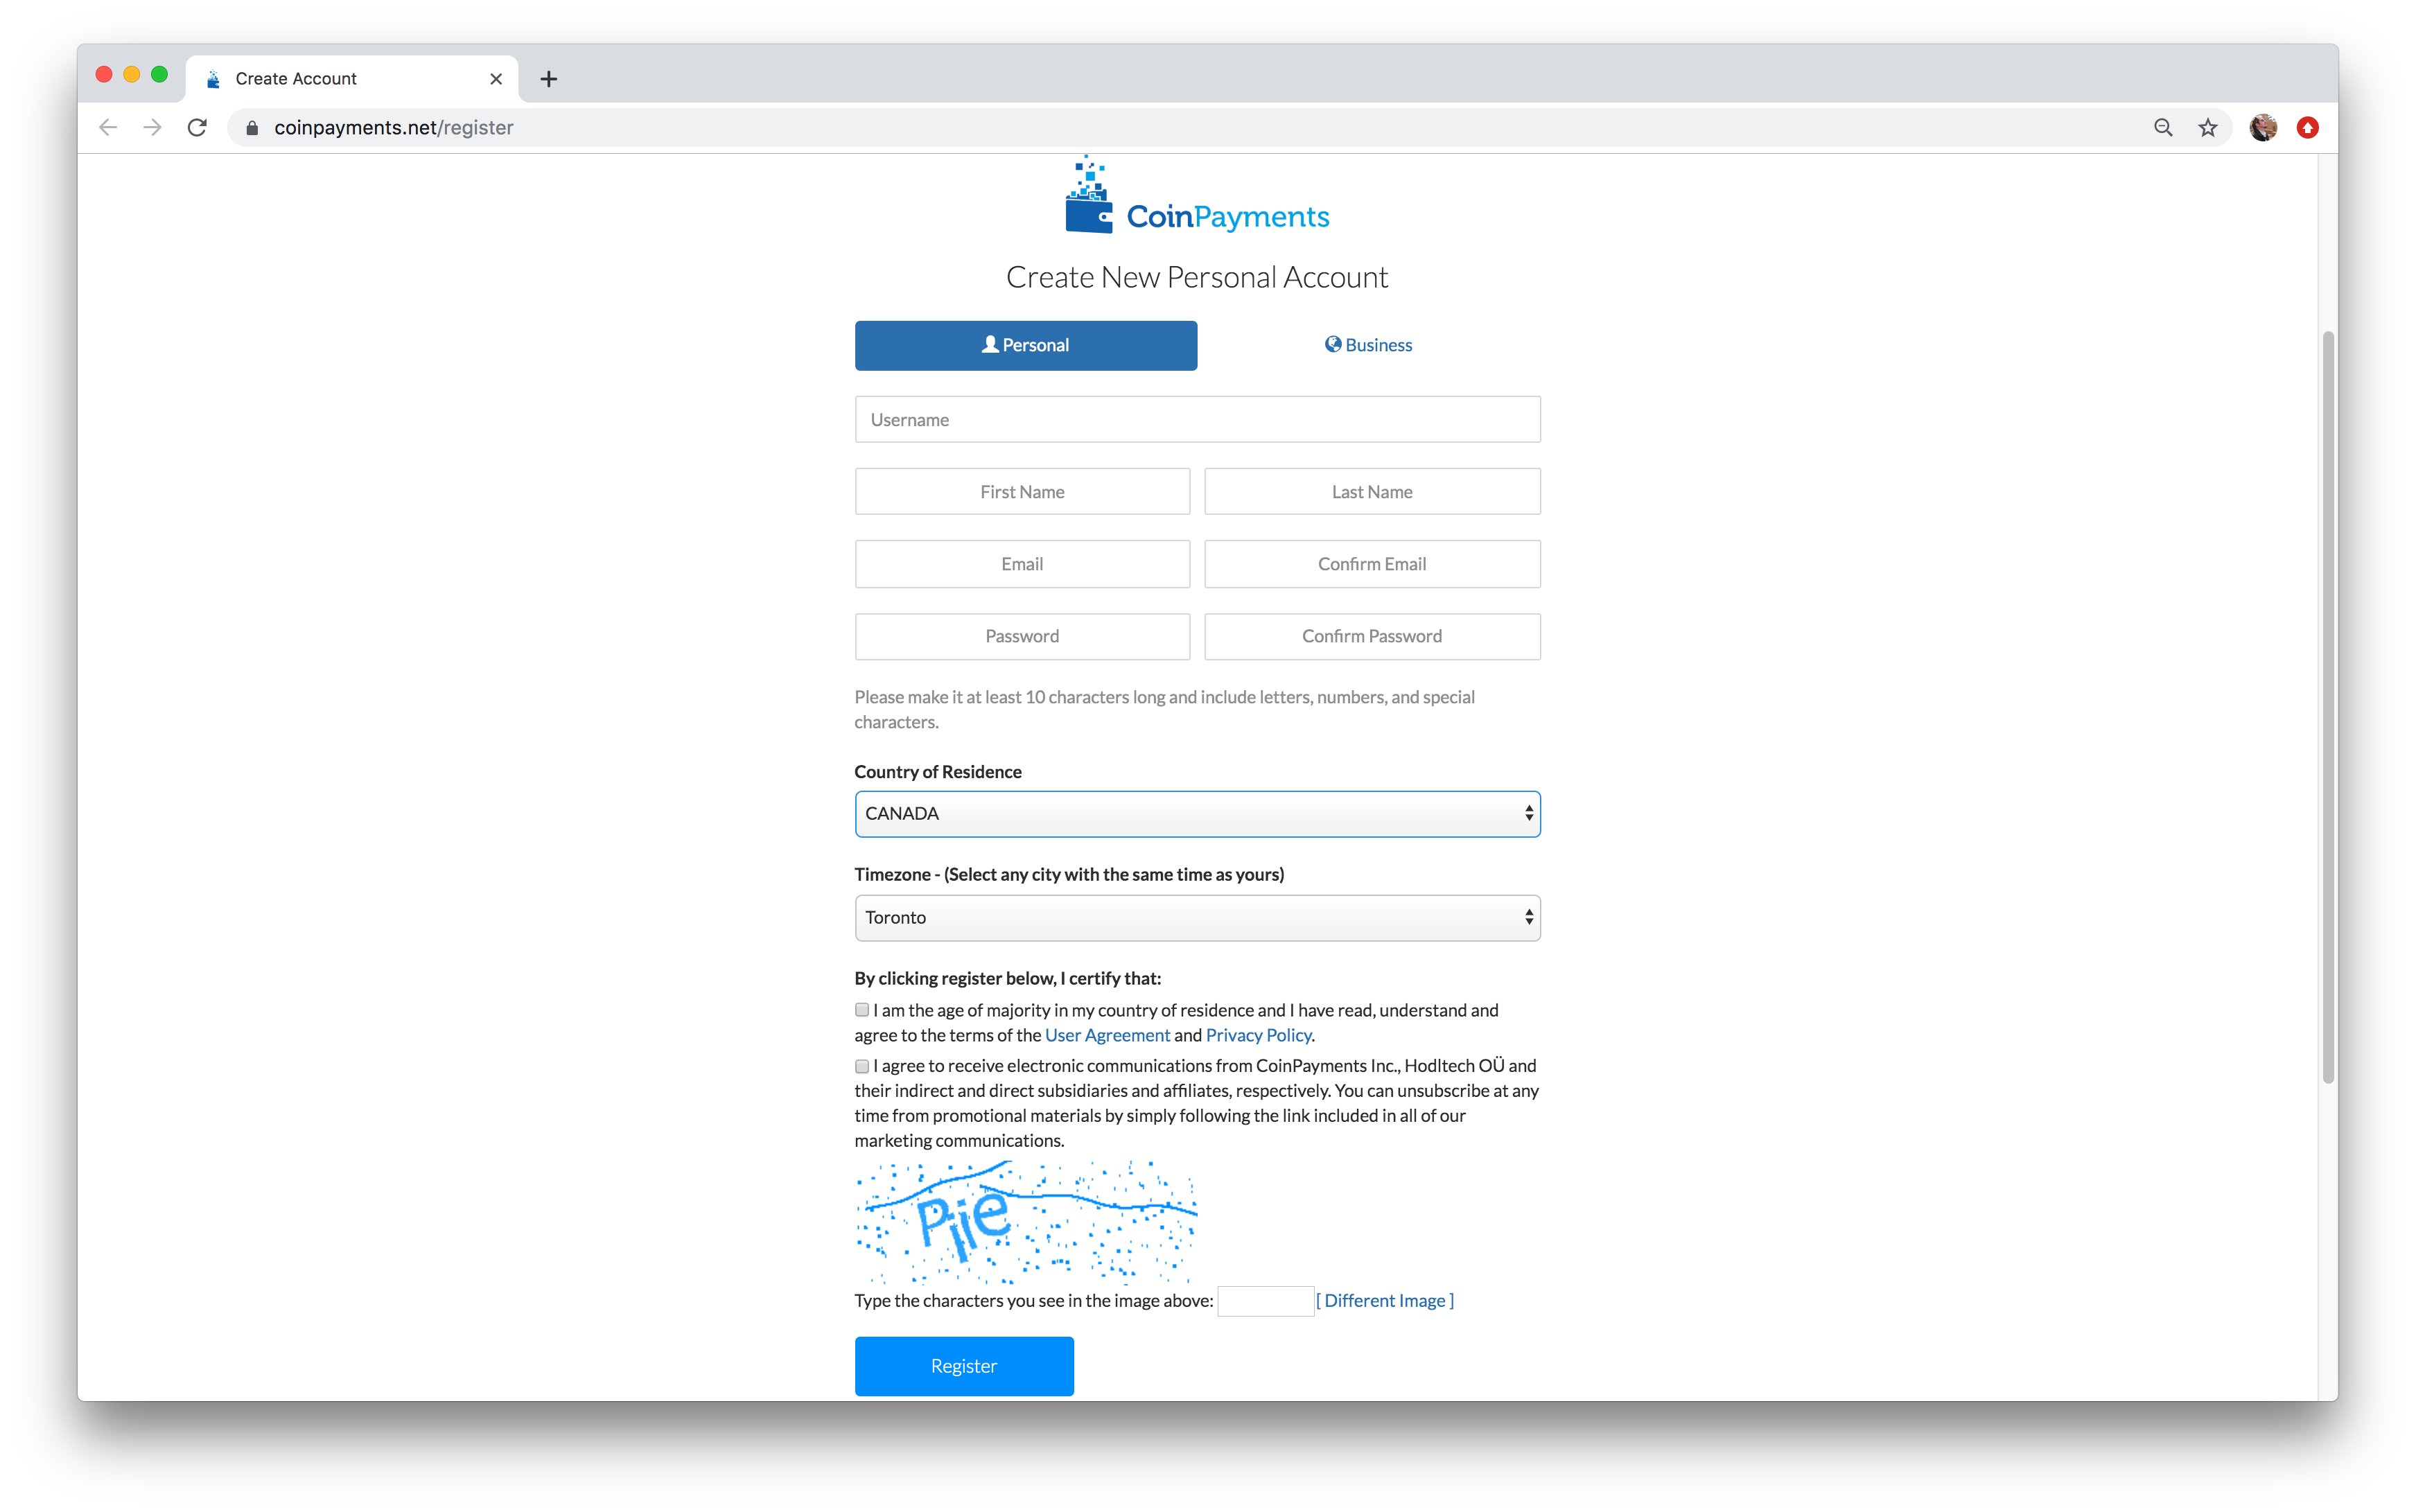 Create Account
coinpayments.net/register
CoinPayments
Create New Personal Account
Personal
Business
Username
First Name
Last Name
Email
Confirm Email
Password
Confirm Password
Please make it at least 10 characters long and include letters, numbers, and special
characters.
Country of Residence
CANADA
Timezone - (Select any city with the same time as yours)
Toronto
By clicking register below, I certify that:
I am the age of majority in my country of residence and I have read, understand and
agree to the terms of the User Agreement and Privacy Policy.
I agree to receive electronic communications from CoinPayments Inc., Hodltech OÜ and
their indirect and direct subsidiaries and affiliates, respectively. You can unsubscribe at any
time from promotional materials by simply following the link included in all of our
marketing communications.
Type the characters you see in the image above:
[ Different Image ]
Register